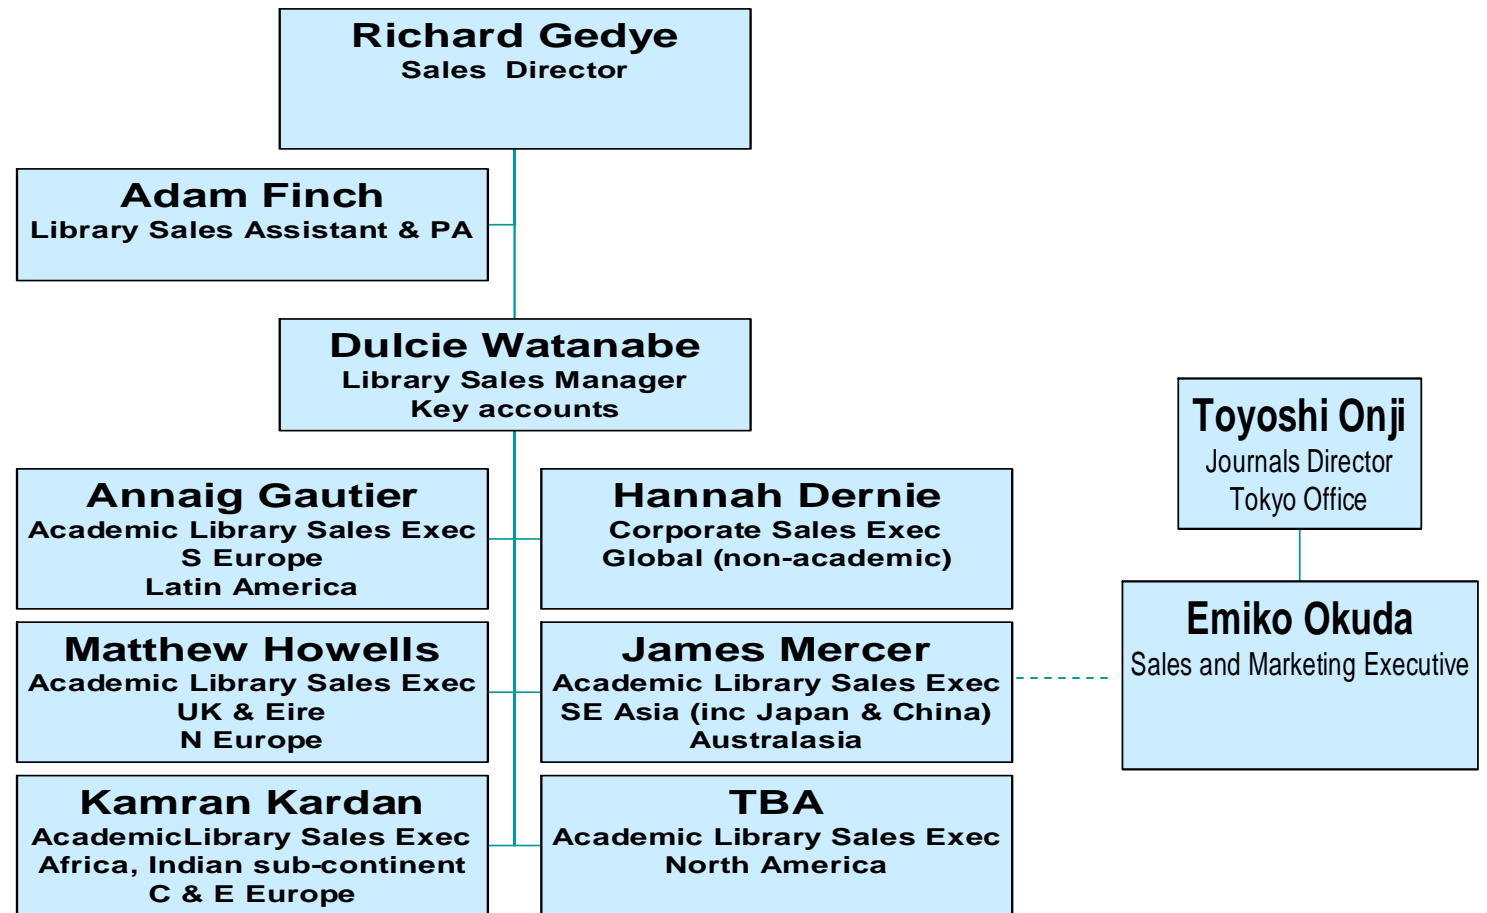 Richard Gedye
Sales Director
Adam Finch
Library Sales Assistant & PA
Dulcie Watanabe
Library Sales Manager
Key accounts
Annaig Gautier
Academic Library Sales Exec
S Europe
Latin America
Hannah Dernie
Corporate Sales Exec
Global (non-academic)
Matthew Howells
Academic Library Sales Exec
UK & Eire
N Europe
James Mercer
Academic Library Sales Exec
SE Asia (inc Japan & China)
Australasia
Kamran Kardan
AcademicLibrary Sales Exec
Africa, Indian sub-continent
C & E Europe
TBA
Academic Library Sales Exec
North America
Toyoshi Onji
Journals Director
Tokyo Office
Emiko Okuda
Sales and Marketing Executive